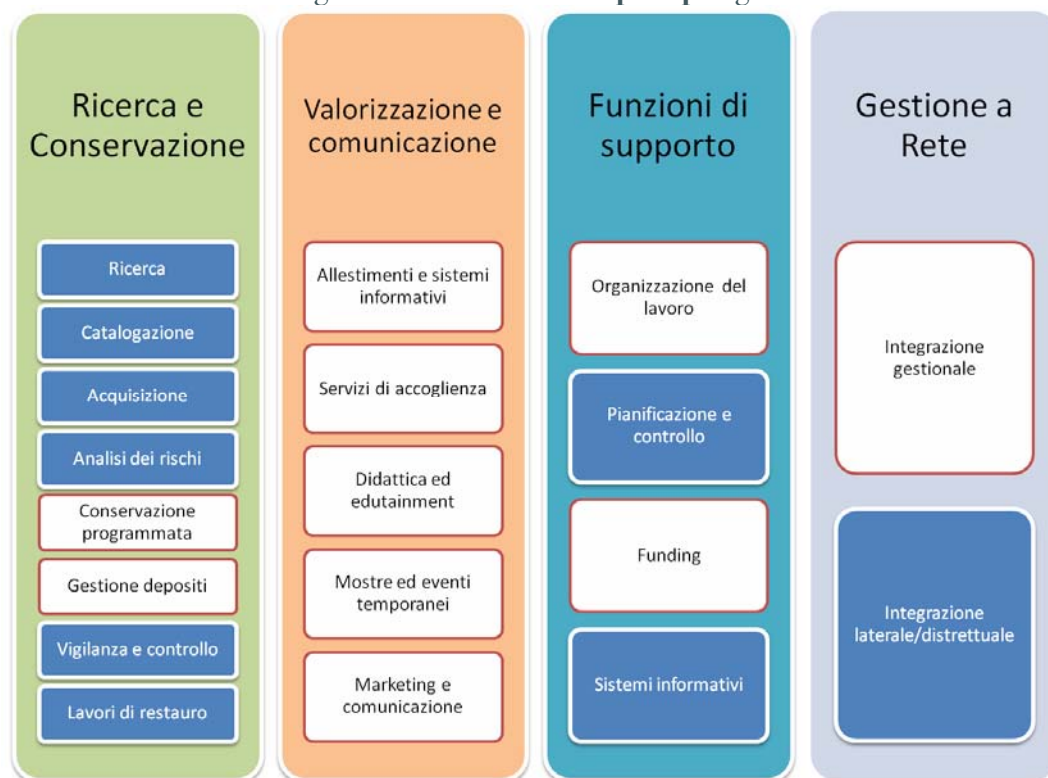 Ricerca e
Conservazione
Ricerca
Catalogazione
Acquisizione
Analisi dei rischi
Conservazione
programmata
Gestione depositi
Vigilanza e controllo
Lavori di restauro
Valorizzazione e
comunicazione
Allestimenti e sistemi
informativi
Servizi di accoglienza
Didattica ed
edutainment
Mostre ed eventi
temporanei
Marketing e
comunicazione
Funzioni di
supporto
Organizzazione del
lavoro
Pianificazione e
controllo
Funding
Sistemi informativi
Gestione a
Rete
Integrazione
gestionale
Integrazione
laterale/distrettuale